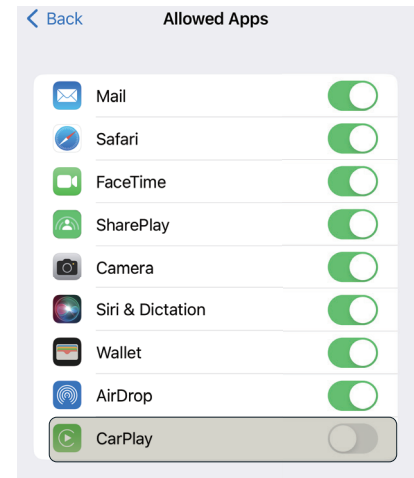 Back Allowed Apps
Mail
Safari
FaceTime
SharePlay
Camera
Siri & Dictation
Wallet
AirDrop
CarPlay